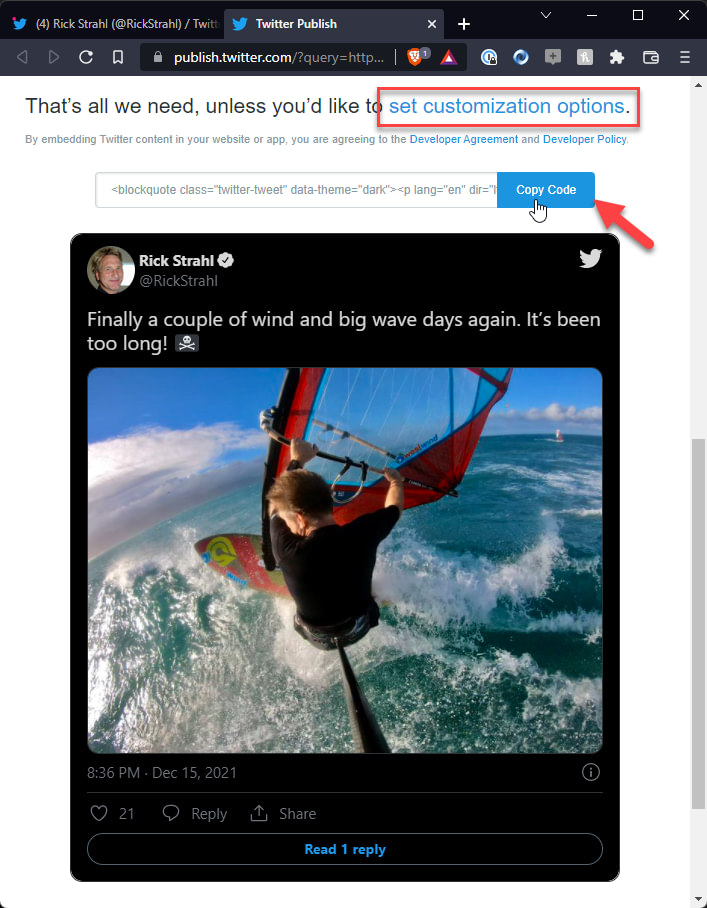 (4) Rick Strahl (@RickStrahl) / Twitt
Twitter Publish
publish.twitter.com/?query=http...
1
That's all we need, unless you'd like to set customization options.
By embedding Twitter content in your website or app, you are agreeing to the Developer Agreement and Developer Policy.
<blockquote class="twitter-tweet" data-theme="dark"><p lang="en" dir="l
Copy Code
Rick Strahl
@RickStrahl
Finally a couple of wind and big wave days again. It's been
too long! ☠️
8:36 PM · Dec 15, 2021
21 Reply Share
Read 1 reply